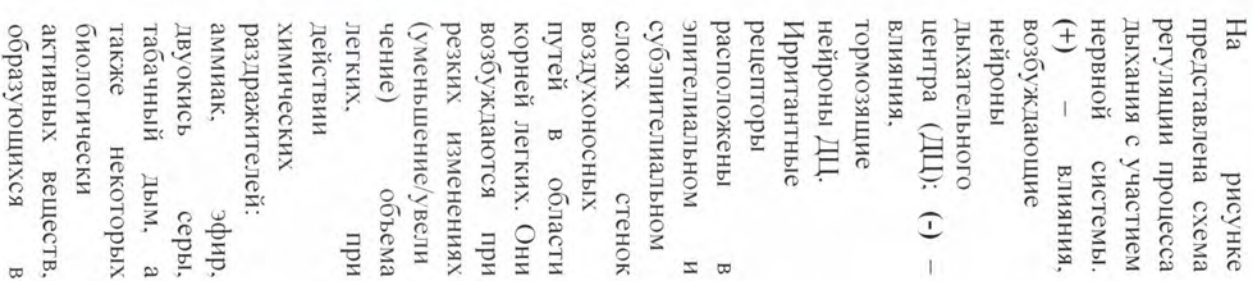 На рисунке
представлена схема
регуляции процесса
дыхания с участием
нервной системы.
(+) – влияния,
возбуждающие
нейроны
дыхательного
центра (ДЦ); (-) –
влияния,
тормозящие
нейроны ДЦ.
Ирритантные
рецепторы
расположены в
эпителиальном и
субэпителиальном
слоях стенок
воздухоносных
путей в области
корней легких. Они
возбуждаются при
резких изменениях
(уменьшение/увели
чение) объема
легких, при
действии
химических
раздражителей:
аммиак, эфир,
двуокись серы,
табачный дым, а
также некоторых
биологически
активных веществ,
образующихся в